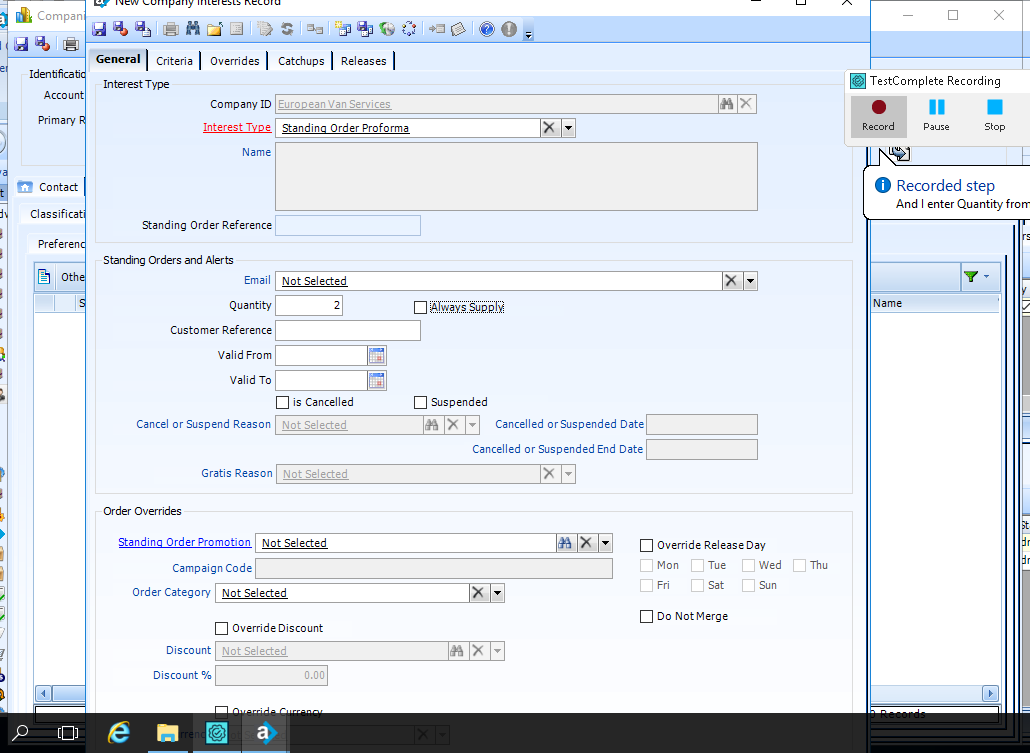 New Company Interests Record
Compani
Identificatio
Account
Primary R
Contact
Classificati
Preferenc
Othe
S
General
Criteria
Overrides
Catchups
Releases
Interest Type
Company ID European Van Services
Interest Type Standing Order Proforma
Name
Standing Order Reference
Standing Orders and Alerts
Email Not Selected
Quantity 2 Always Supply
Customer Reference
Valid From
Valid To
is Cancelled Suspended
Cancel or Suspend Reason Not Selected Cancelled or Suspended Date
Cancelled or Suspended End Date
Gratis Reason Not Selected
Order Overrides
Standing Order Promotion Not Selected
Campaign Code
Order Category Not Selected
Override Discount
Discount Not Selected
Discount % 0.00
Override Currency
Override Release Day
Mon Tue Wed Thu
Fri Sat Sun
Do Not Merge
TestComplete Recording
Record Pause Stop
Recorded step
And I enter Quantity from
Name
0 Records